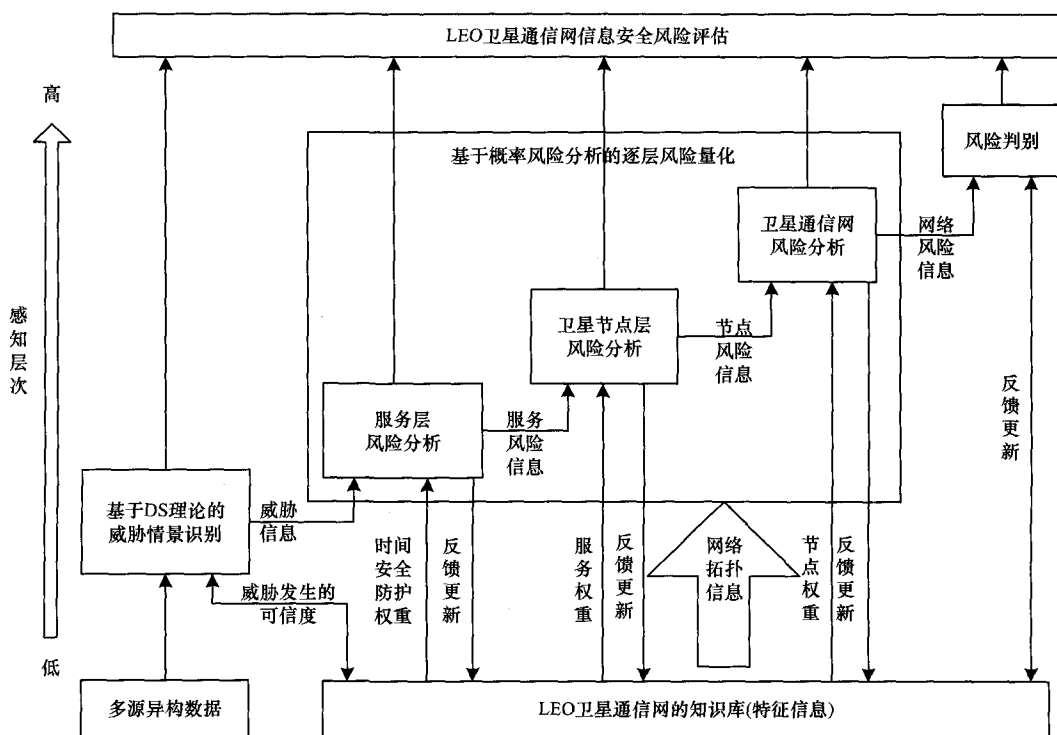 LEO卫星通信网信息安全风险评估
高
风险判别
基于概率风险分析的逐层风险量化
卫星通信网
风险分析
网络
风险
信息
感知层次
卫星节点层
风险分析
节点
风险
信息
反馈更新
服务层
风险分析
服务
风险
信息
基于DS理论的
威胁情景识别
威胁
信息
时间
安全
防护
权重
反馈更新
服务权重
反馈更新
网络
拓扑
信息
节点权重
反馈更新
威胁发生的
可信度
低
多源异构数据
LEO卫星通信网的知识库(特征信息)